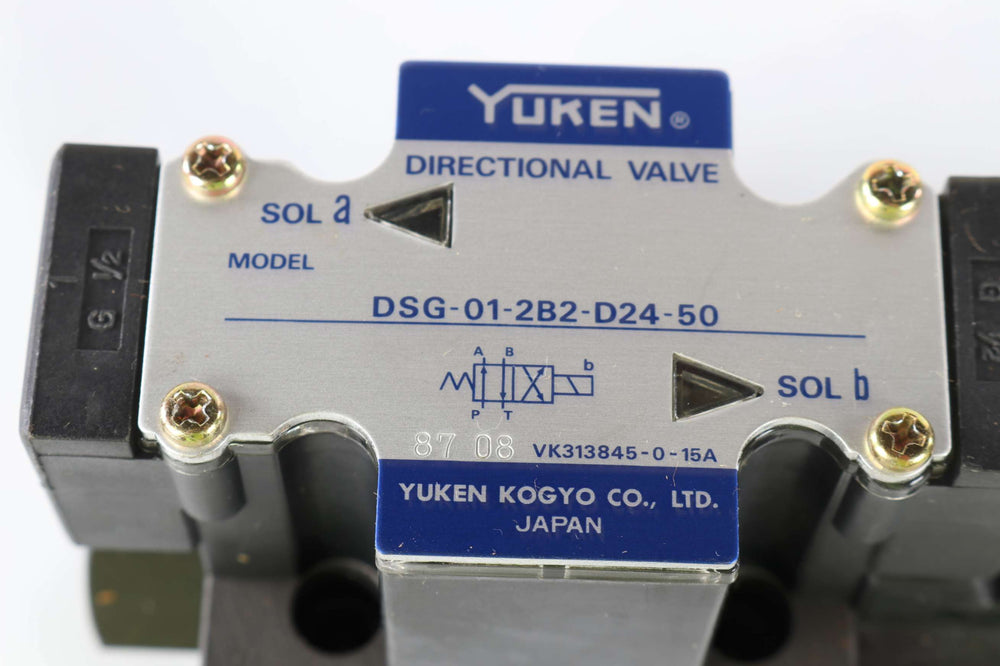 YUKEN®
DIRECTIONAL VALVE
SOL a
MODEL
DSG-01-2B2-D24-50
A B
b
P T
SOL b
87 08 VK313845-0-15A
YUKEN KOGYO CO., LTD.
JAPAN
G 1/2